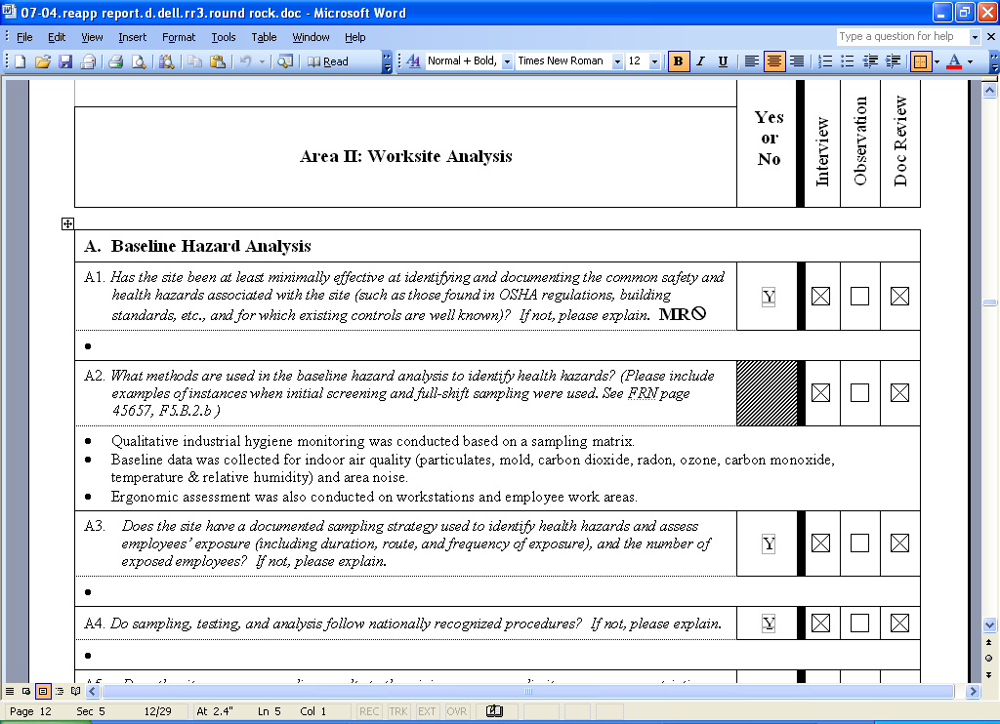 07-04.reapp report.d.dell.rr3.round rock.doc - Microsoft Word
File Edit View Insert Format Tools Table Window Help Type a question for help
Read Normal + Bold, Times New Roman 12 B I U A
Area II: Worksite Analysis
Yes
or
No
Interview
Observation
Doc Review
A. Baseline Hazard Analysis
A1. Has the site been at least minimally effective at identifying and documenting the common safety and
health hazards associated with the site (such as those found in OSHA regulations, building
standards, etc., and for which existing controls are well known)? If not, please explain. MR
Y
•
A2. What methods are used in the baseline hazard analysis to identify health hazards? (Please include
examples of instances when initial screening and full-shift sampling were used. See FRN page
45657, F5.B.2.b )
• Qualitative industrial hygiene monitoring was conducted based on a sampling matrix.
• Baseline data was collected for indoor air quality (particulates, mold, carbon dioxide, radon, ozone, carbon monoxide,
temperature & relative humidity) and area noise.
• Ergonomic assessment was also conducted on workstations and employee work areas.
A3. Does the site have a documented sampling strategy used to identify health hazards and assess
employees' exposure (including duration, route, and frequency of exposure), and the number of
exposed employees? If not, please explain.
Y
•
A4. Do sampling, testing, and analysis follow nationally recognized procedures? If not, please explain.
Y
•
Page 12 Sec 5 12/29 At 2.4" Ln 5 Col 1 REC TRK EXT OVR